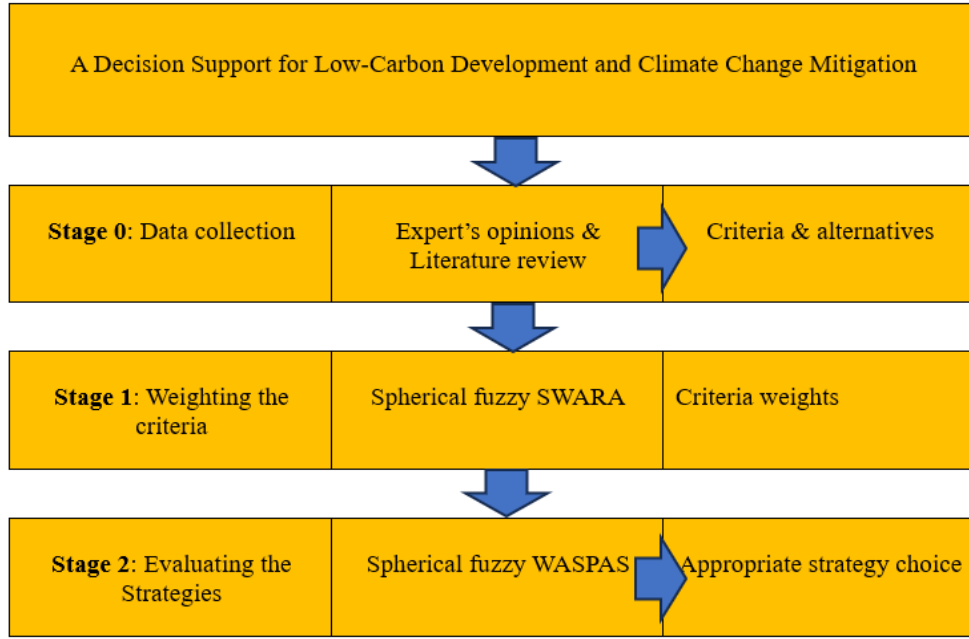 A Decision Support for Low-Carbon Development and Climate Change Mitigation
Stage 0: Data collection
Expert’s opinions &
Literature review
Criteria & alternatives
Stage 1: Weighting the
criteria
Spherical fuzzy SWARA
Criteria weights
Stage 2: Evaluating the
Strategies
Spherical fuzzy WASPAS
Appropriate strategy choice